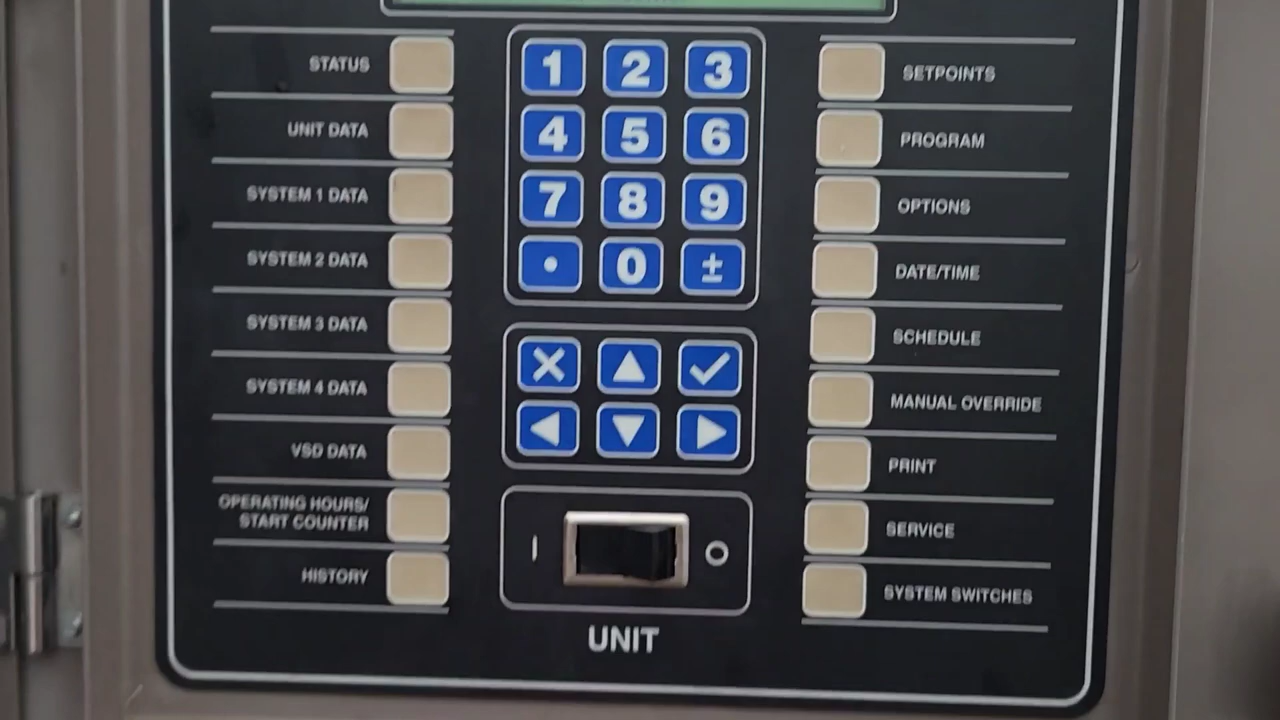 STATUS
UNIT DATA
SYSTEM 1 DATA
SYSTEM 2 DATA
SYSTEM 3 DATA
SYSTEM 4 DATA
VSD DATA
OPERATING HOURS/
START COUNTER
HISTORY
1 2 3
4 5 6
7 8 9
• 0 ±
I O
UNIT
SETPOINTS
PROGRAM
OPTIONS
DATE/TIME
SCHEDULE
MANUAL OVERRIDE
PRINT
SERVICE
SYSTEM SWITCHES